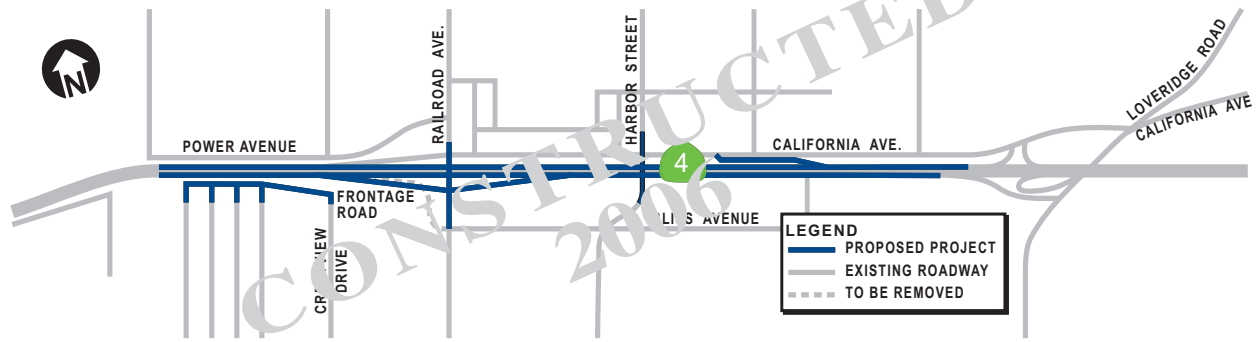 N
POWER AVENUE
RAILROAD AVE.
HARBOR STREET
4
CALIFORNIA AVE.
LOVERIDGE ROAD
CALIFORNIA AVE
FRONTAGE
ROAD
DRIVE
AVENUE
CONSTRUCTED
2006
LEGEND
PROPOSED PROJECT
EXISTING ROADWAY
TO BE REMOVED